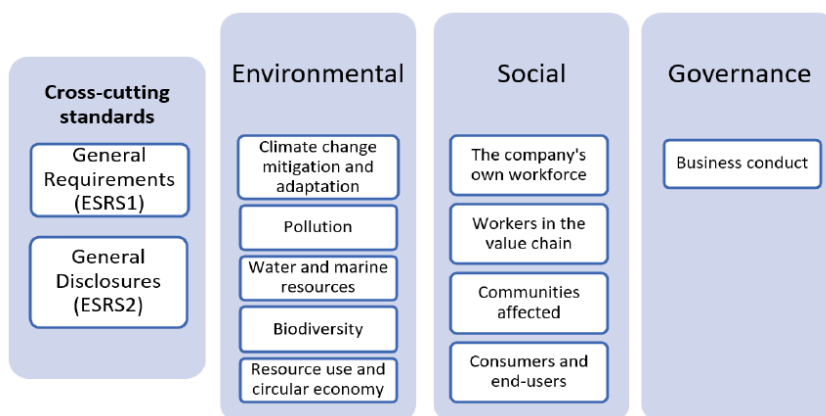 Cross-cutting
standards
General
Requirements
(ESRS1)
General
Disclosures
(ESRS2)
Environmental
Climate change
mitigation and
adaptation
Pollution
Water and marine
resources
Biodiversity
Resource use and
circular economy
Social
The company's
own workforce
Workers in the
value chain
Communities
affected
Consumers and
end-users
Governance
Business conduct